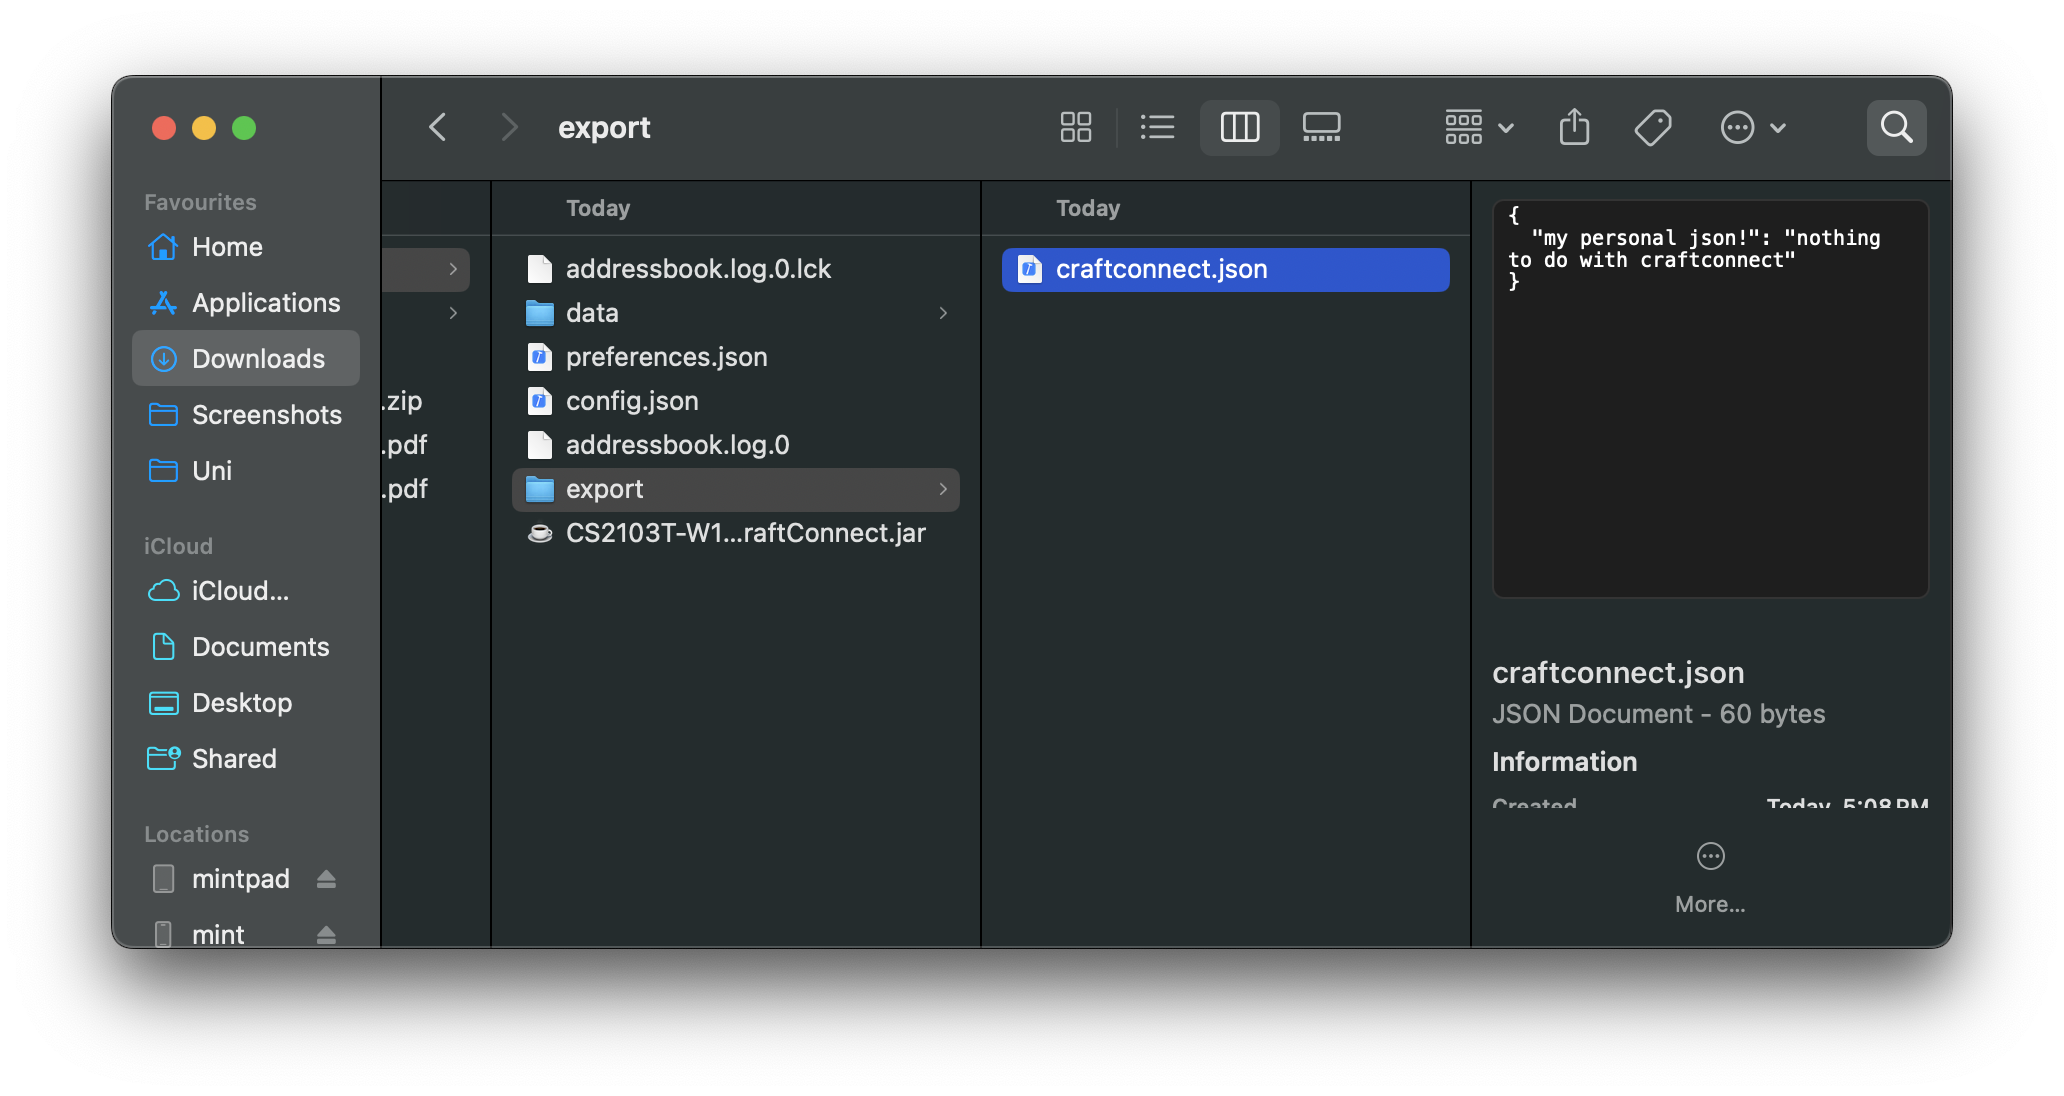 export
Favourites
Home
Applications
Downloads
Screenshots
Uni
iCloud
iCloud...
Documents
Desktop
Shared
Locations
mintpad
mint
.zip
.pdf
.pdf
Today
addressbook.log.0.lck
data
preferences.json
config.json
addressbook.log.0
export
CS2103T-W1...raftConnect.jar
Today
craftconnect.json
{
"my personal json!": "nothing
to do with craftconnect"
}
craftconnect.json
JSON Document - 60 bytes
Information
Created Today, 5:08 PM
More...